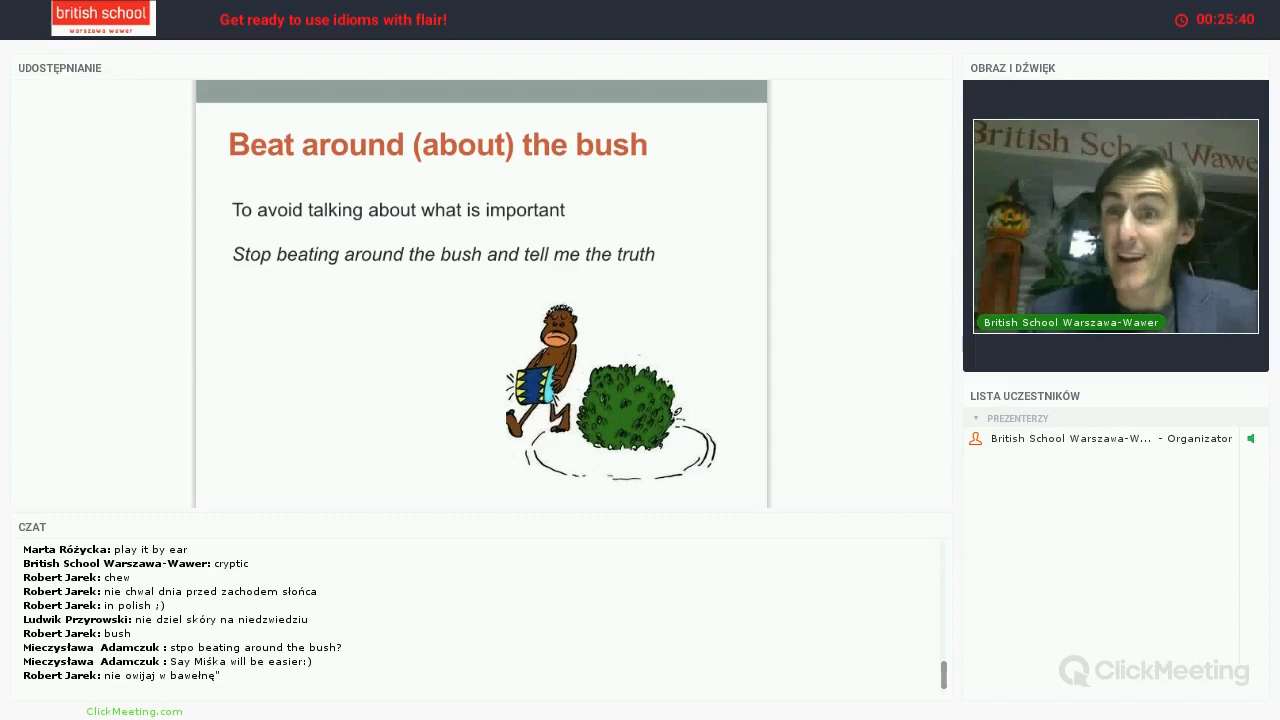 british school
warszawa wawer
Get ready to use idioms with flair!
00:25:40
UDOSTĘPNIANIE
Beat around (about) the bush
To avoid talking about what is important
Stop beating around the bush and tell me the truth
OBRAZ I DŹWIĘK
British School Wawe
British School Warszawa-Wawer
LISTA UCZESTNIKÓW
PREZENTERZY
British School Warszawa-W... - Organizator
CZAT
Marta Różycka: play it by ear
British School Warszawa-Wawer: cryptic
Robert Jarek: chew
Robert Jarek: nie chwal dnia przed zachodem słońca
Robert Jarek: in polish ;)
Ludwik Przyrowski: nie dziel skóry na niedzwiedziu
Robert Jarek: bush
Mieczysława Adamczuk : stpo beating around the bush?
Mieczysława Adamczuk : Say Miśka will be easier:)
Robert Jarek: nie owijaj w bawełnę"
ClickMeeting
ClickMeeting.com